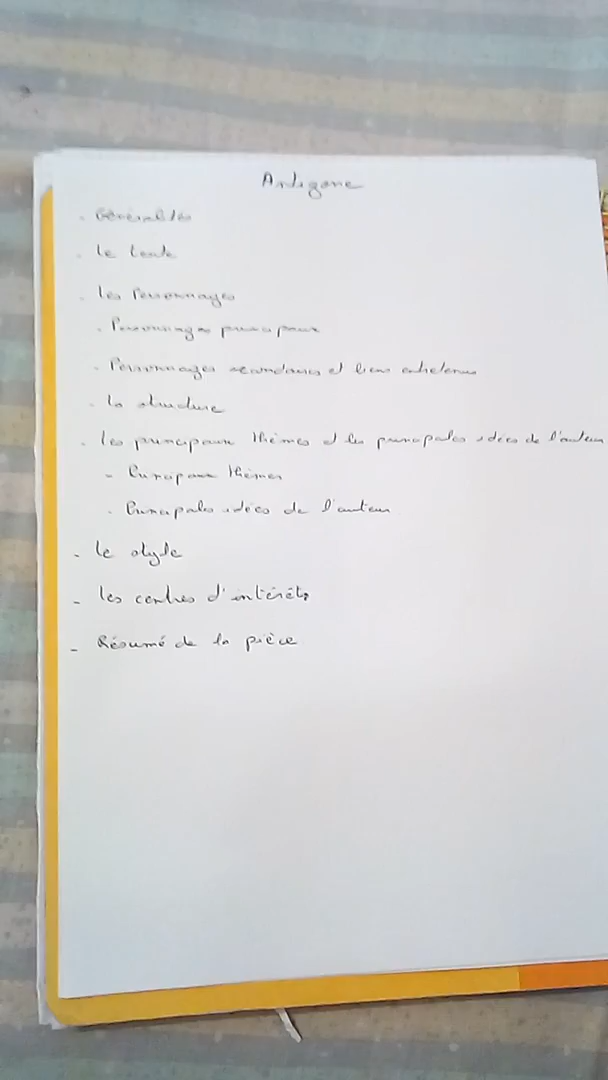 Antigone
- Généralités
- Le texte
- Les Personnages
- Personnages principaux
- Personnages secondaires et liens entretenus
- La structure
- Les principaux thèmes et les principales idées de l'auteur
- Principaux thèmes
- Principales idées de l'auteur
- Le style
- Les centres d'intérêts
- Résumé de la pièce